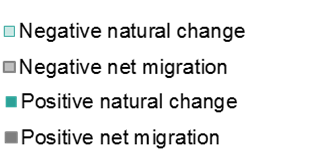 Negative natural change
Negative net migration
Positive natural change
Positive net migration